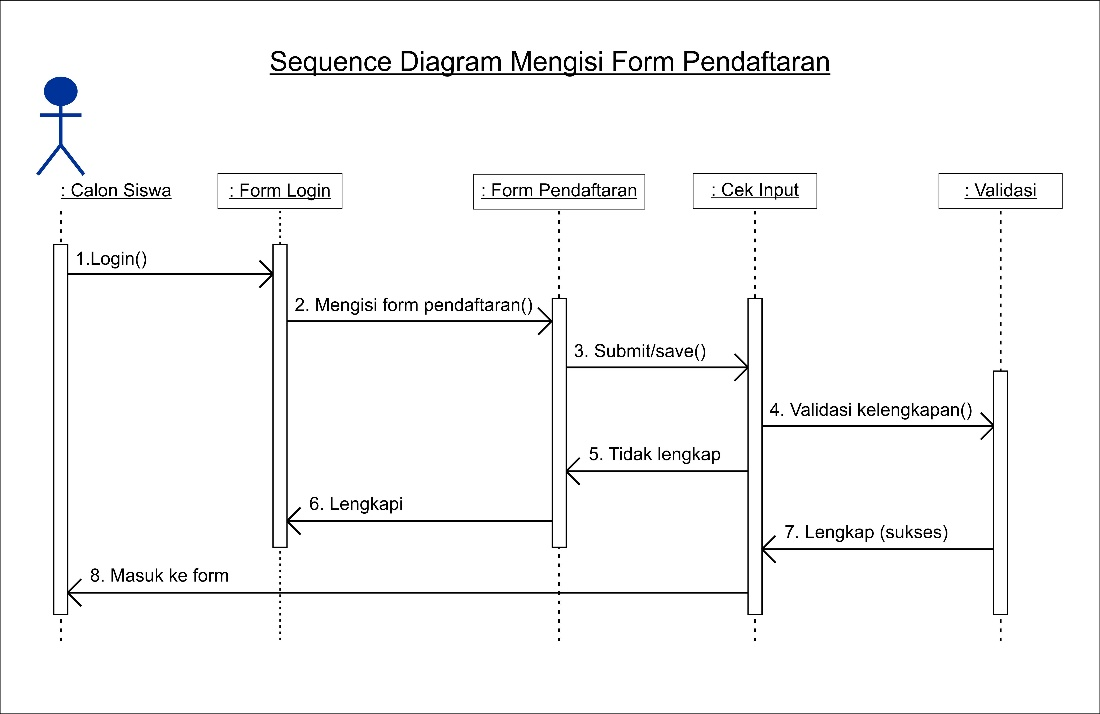 Sequence Diagram Mengisi Form Pendaftaran
: Calon Siswa
: Form Login
: Form Pendaftaran
: Cek Input
: Validasi
1.Login()
2. Mengisi form pendaftaran()
3. Submit/save()
4. Validasi kelengkapan()
5. Tidak lengkap
6. Lengkapi
7. Lengkap (sukses)
8. Masuk ke form